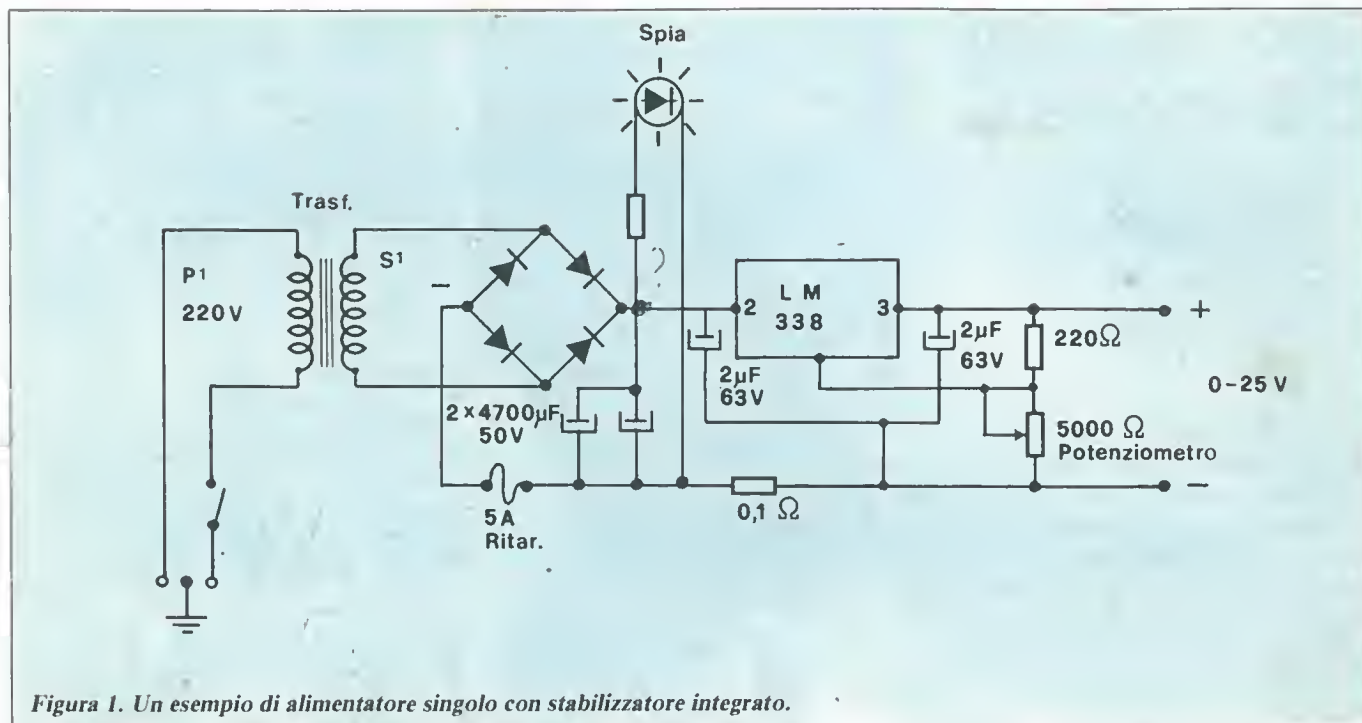 Spia
Trasf.
P1
220V
S1
-
?
LM
338
2
3
2µF
63V
2µF
63V
220Ω
+
0-25 V
2×4700µF
50V
5000 Ω
Potenziometro
5A
Ritar.
0,1 Ω
-
Figura 1. Un esempio di alimentatore singolo con stabilizzatore integrato.